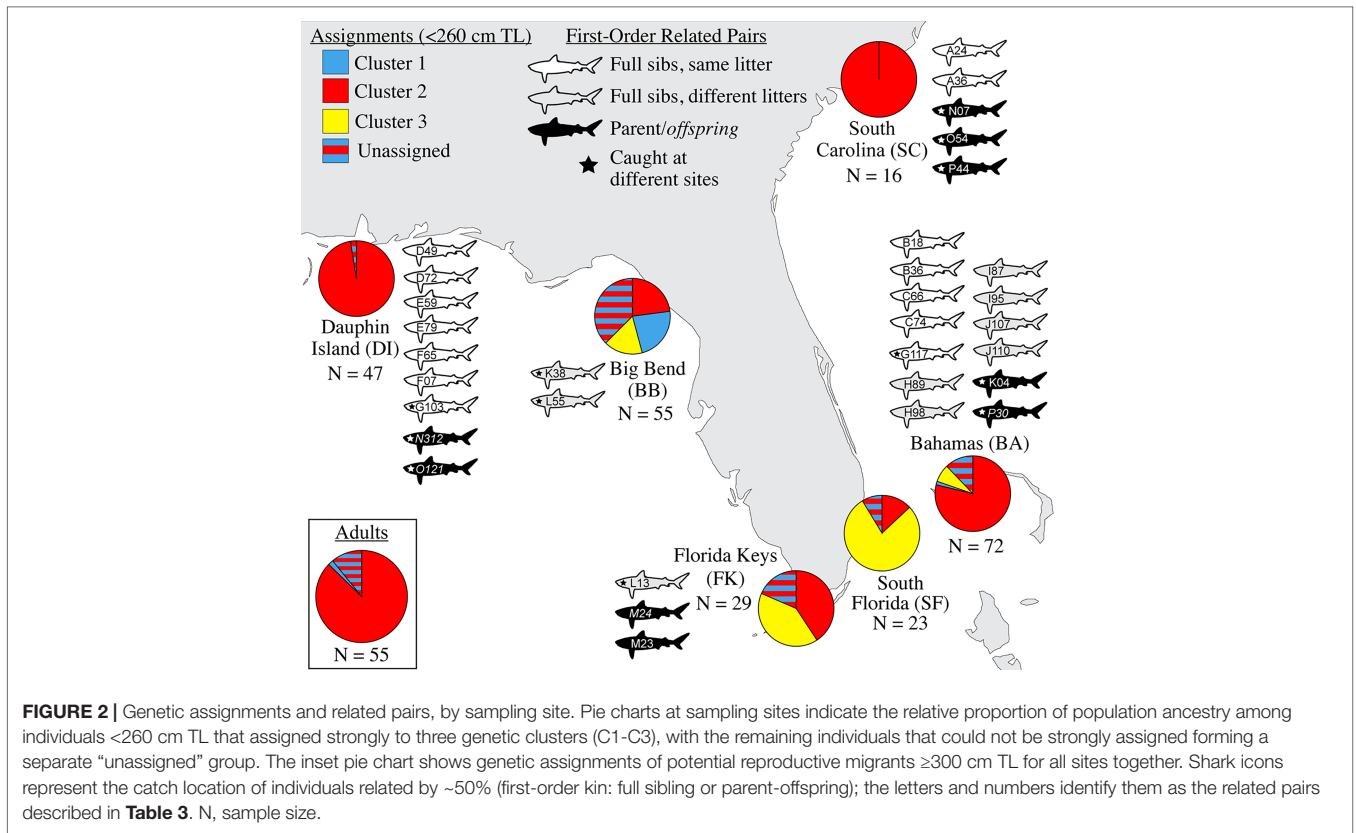 Assignments (<260 cm TL)
Cluster 1
Cluster 2
Cluster 3
Unassigned
First-Order Related Pairs
Full sibs, same litter
Full sibs, different litters
Parent/offspring
Caught at
different sites
South
Carolina (SC)
N = 16
A24
A36
N07
O54
P44
Dauphin
Island (DI)
N = 47
D49
D72
E59
E79
F65
F07
G103
N312
O121
K38
L55
Big Bend
(BB)
N = 55
B18
B36
C66
C74
G117
H89
H98
I87
I95
J107
J110
K04
P30
Bahamas (BA)
N = 72
Adults
N = 55
L13
M24
M23
Florida Keys
(FK)
N = 29
South
Florida (SF)
N = 23
FIGURE 2 | Genetic assignments and related pairs, by sampling site. Pie charts at sampling sites indicate the relative proportion of population ancestry among
individuals <260 cm TL that assigned strongly to three genetic clusters (C1-C3), with the remaining individuals that could not be strongly assigned forming a
separate “unassigned” group. The inset pie chart shows genetic assignments of potential reproductive migrants ≥300 cm TL for all sites together. Shark icons
represent the catch location of individuals related by ~50% (first-order kin: full sibling or parent-offspring); the letters and numbers identify them as the related pairs
described in Table 3. N, sample size.